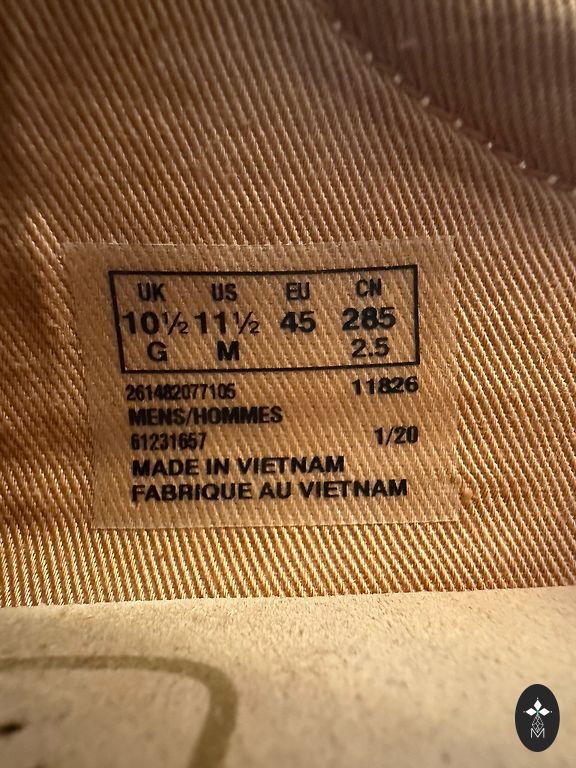 UK US EU CN
10½ 11½ 45 285
G M 2.5
261482077105 11826
MENS/HOMMES
61231657 1/20
MADE IN VIETNAM
FABRIQUE AU VIETNAM
M